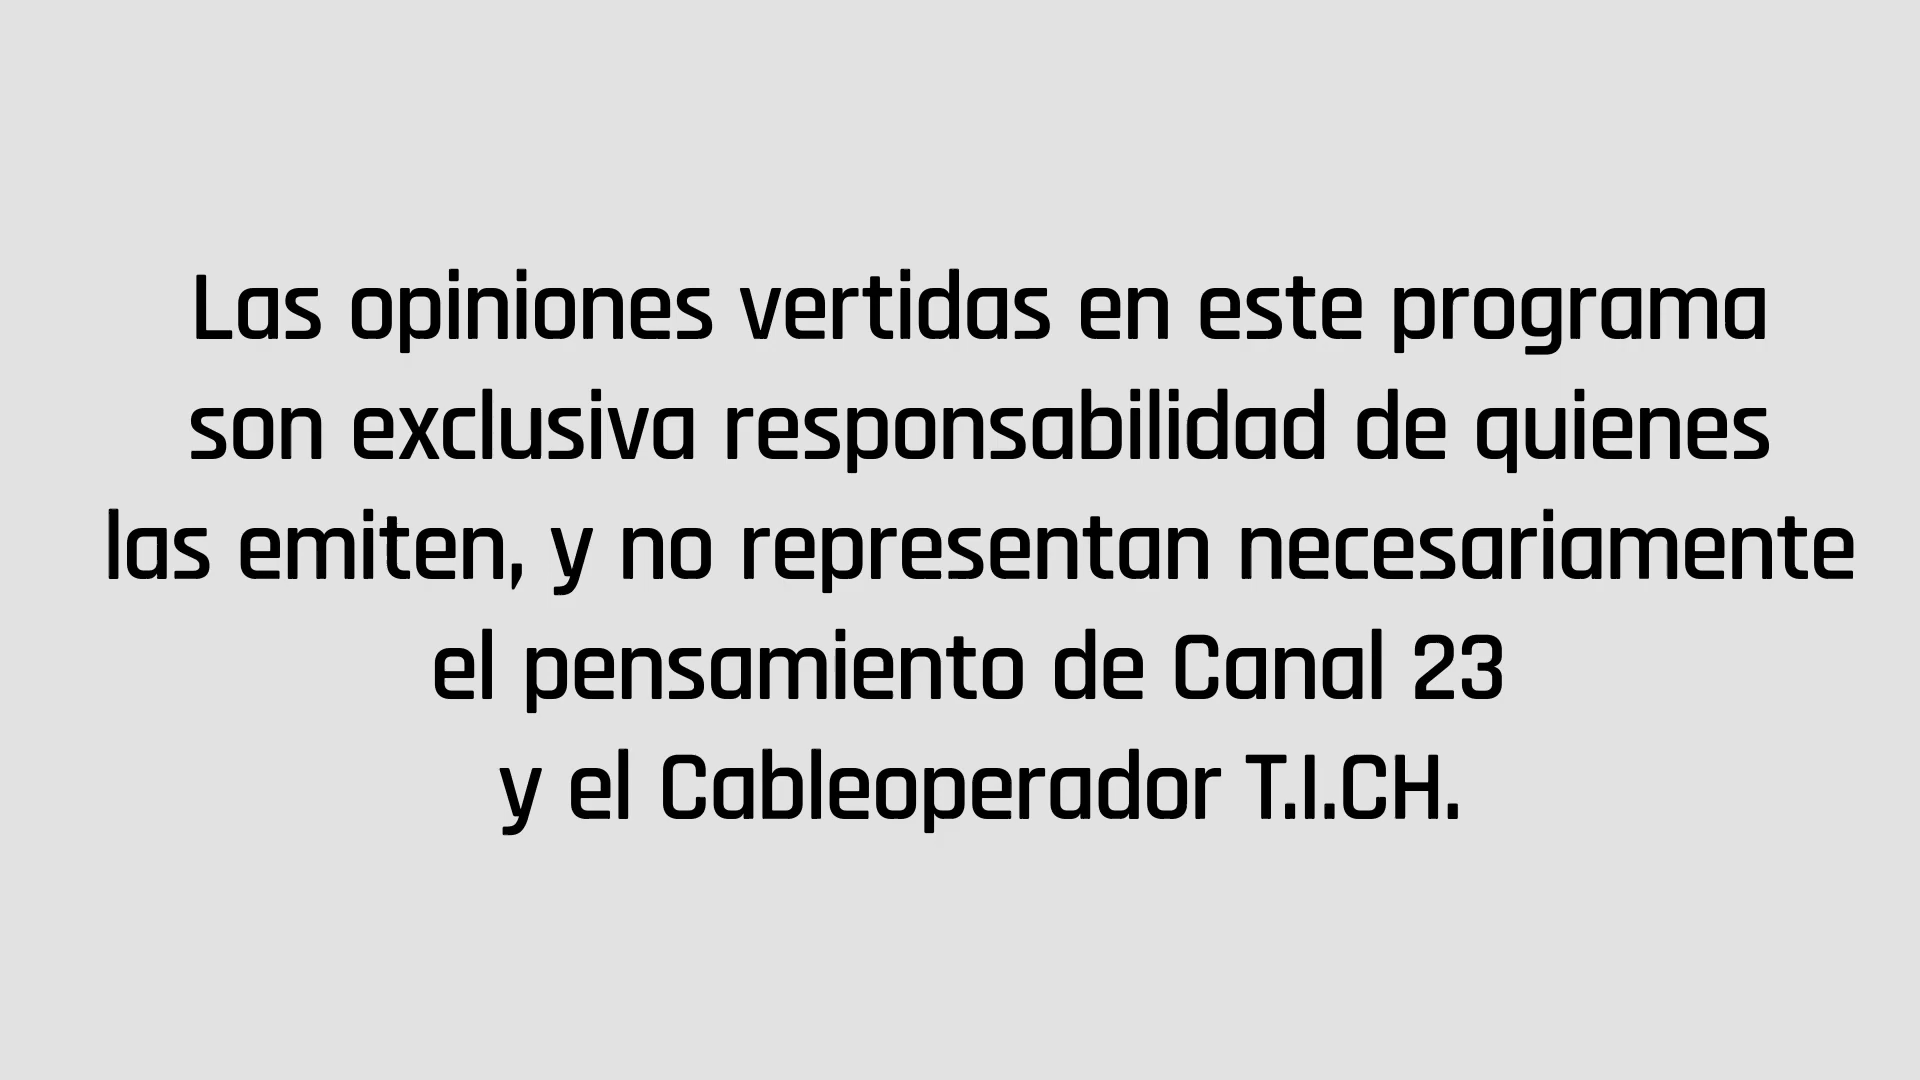 Las opiniones vertidas en este programa
son exclusiva responsabilidad de quienes
las emiten, y no representan necesariamente
el pensamiento de Canal 23
y el Cableoperador T.I.CH.